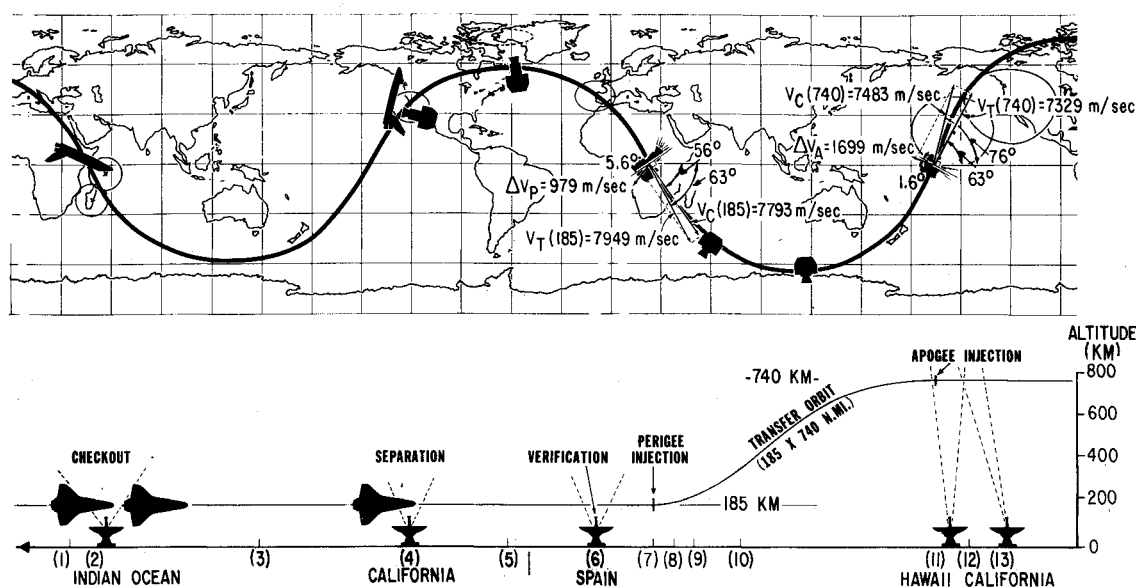 V_C(740)=7483 m/sec
V_T(740)=7329 m/sec
ΔV_A=1699 m/sec
76°
63°
1.6°
5.6°
56°
63°
ΔV_P=979 m/sec
V_C(185)=7793 m/sec
V_T(185)=7949 m/sec
ALTITUDE
(KM)
APOGEE INJECTION
800
-740 KM-
600
TRANSFER ORBIT
(185 X 740 N.MI.)
400
CHECKOUT
SEPARATION
VERIFICATION
PERIGEE
INJECTION
185 KM
200
0
(1) (2) (3) (4) (5) (6) (7) (8) (9) (10) (11) (12) (13)
INDIAN OCEAN CALIFORNIA SPAIN HAWAII CALIFORNIA